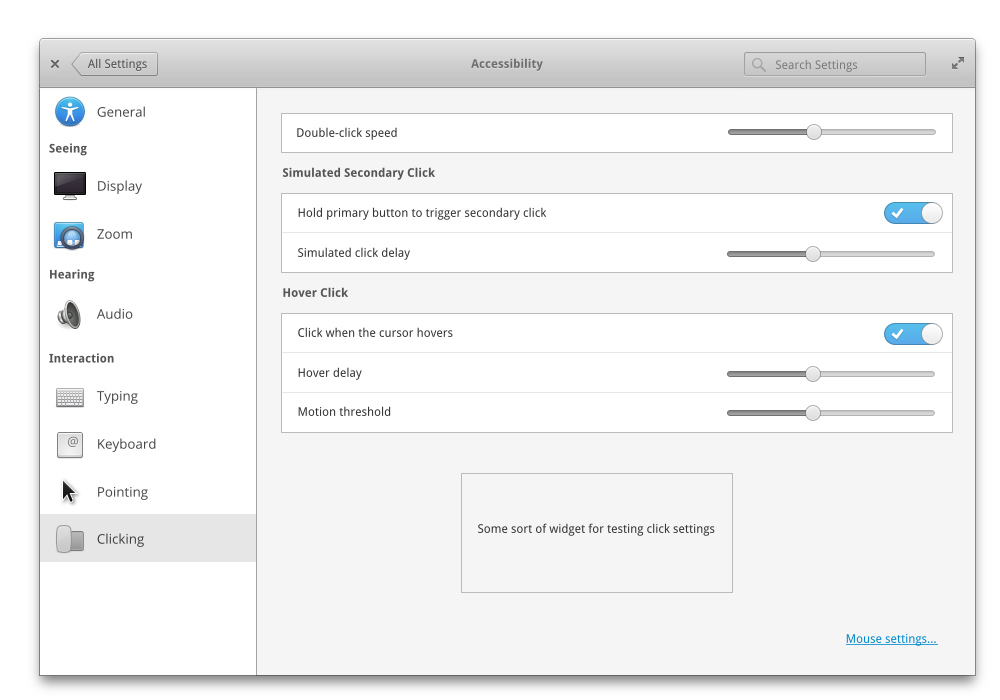 All Settings
Accessibility
Search Settings
General
Seeing
Display
Zoom
Hearing
Audio
Interaction
Typing
@
Keyboard
Pointing
Clicking
Double-click speed
Simulated Secondary Click
Hold primary button to trigger secondary click
Simulated click delay
Hover Click
Click when the cursor hovers
Hover delay
Motion threshold
Some sort of widget for testing click settings
Mouse settings...